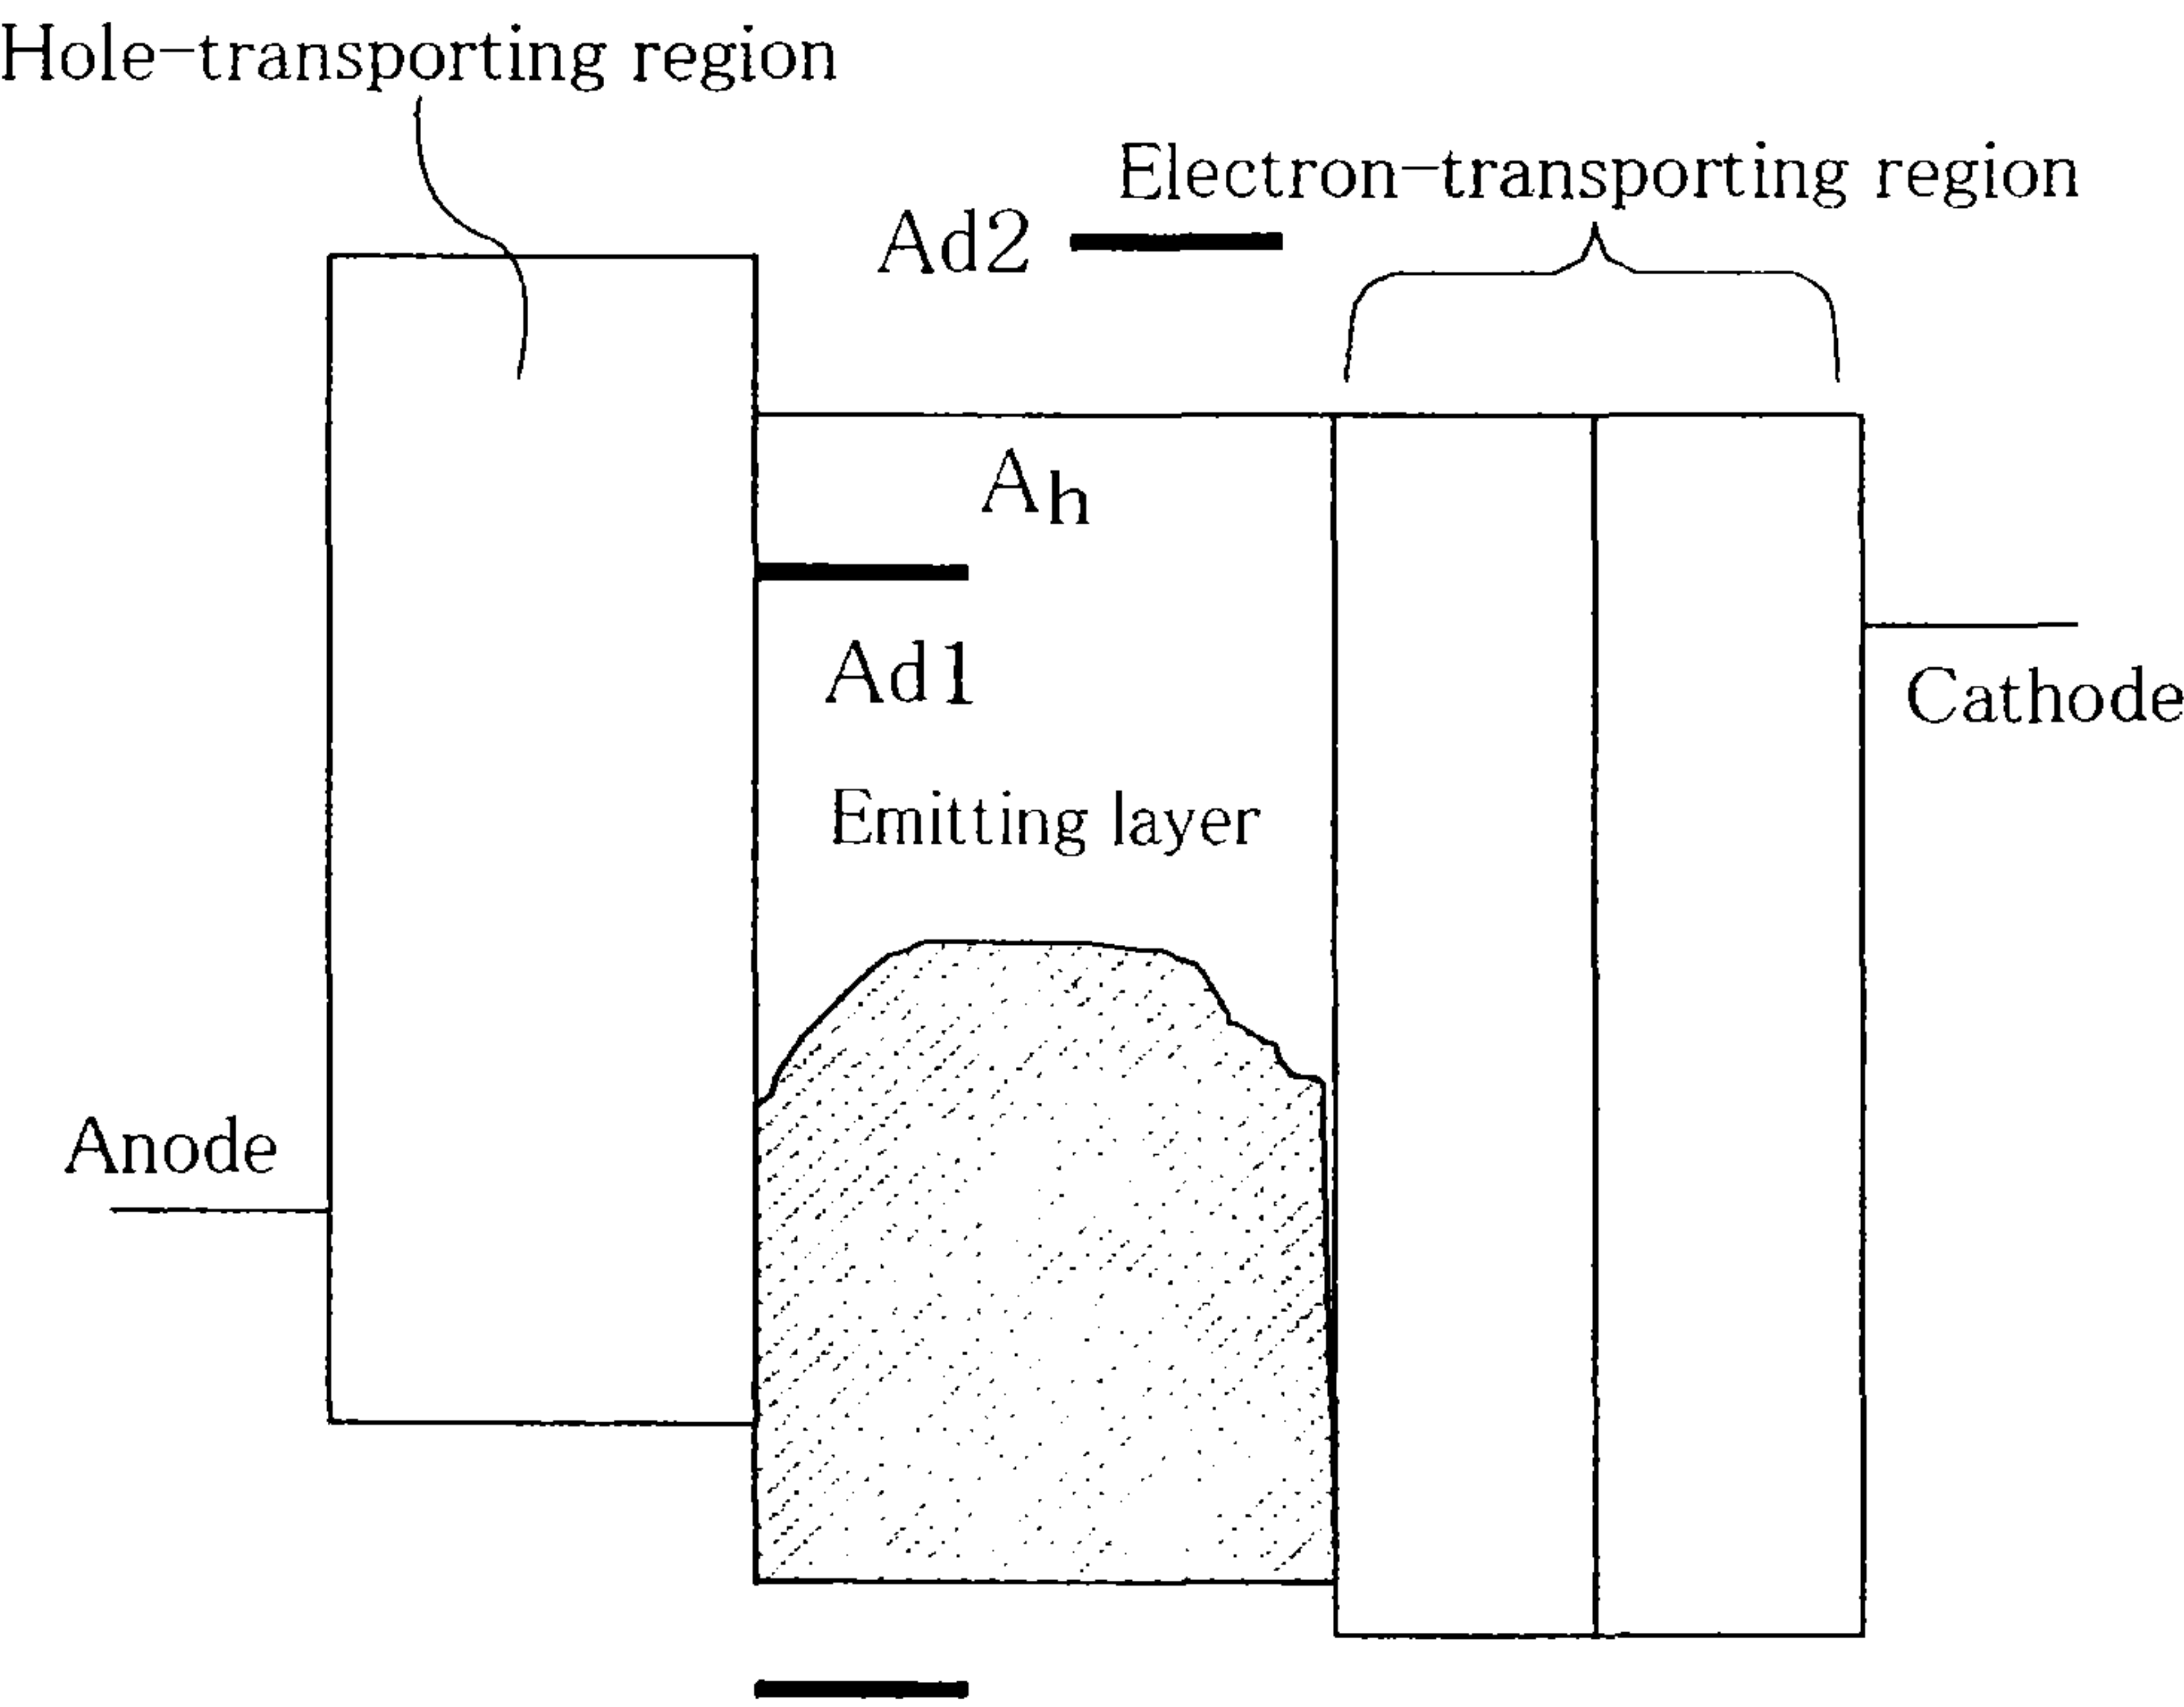 Hole-transporting region
Electron-transporting region
Ad2
Ah
Ad1
Cathode
Emitting layer
Anode